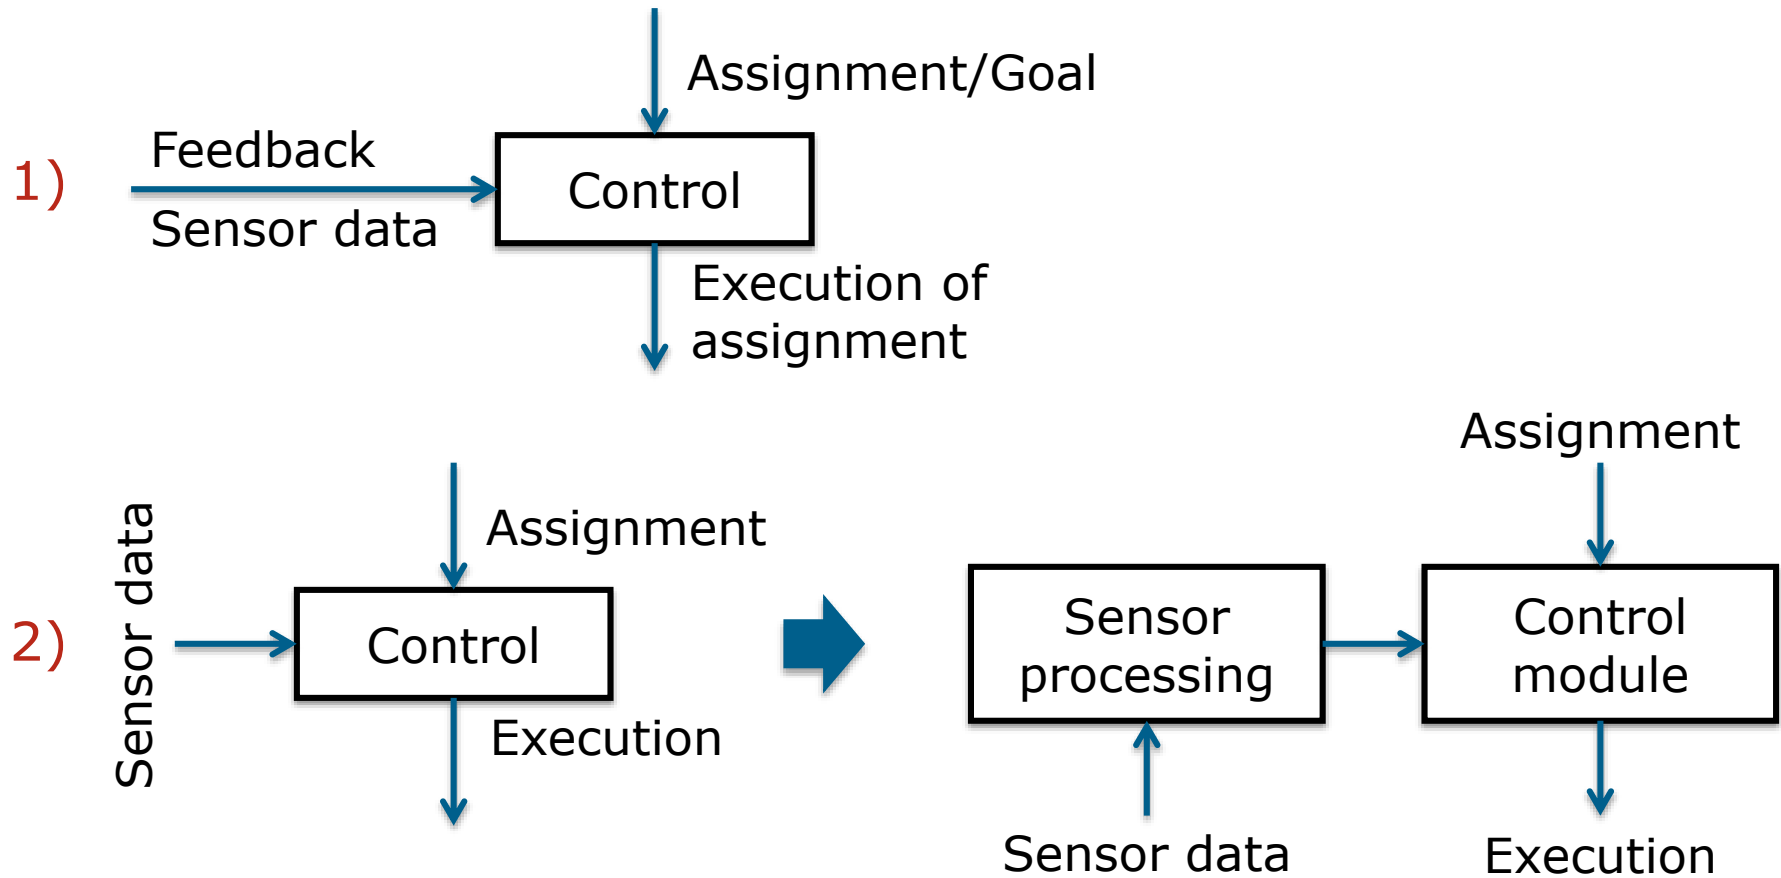 Assignment/Goal
1)
Feedback
Sensor data
Control
Execution of
assignment
2)
Sensor data
Assignment
Control
Execution
Assignment
Sensor
processing
Control
module
Sensor data
Execution